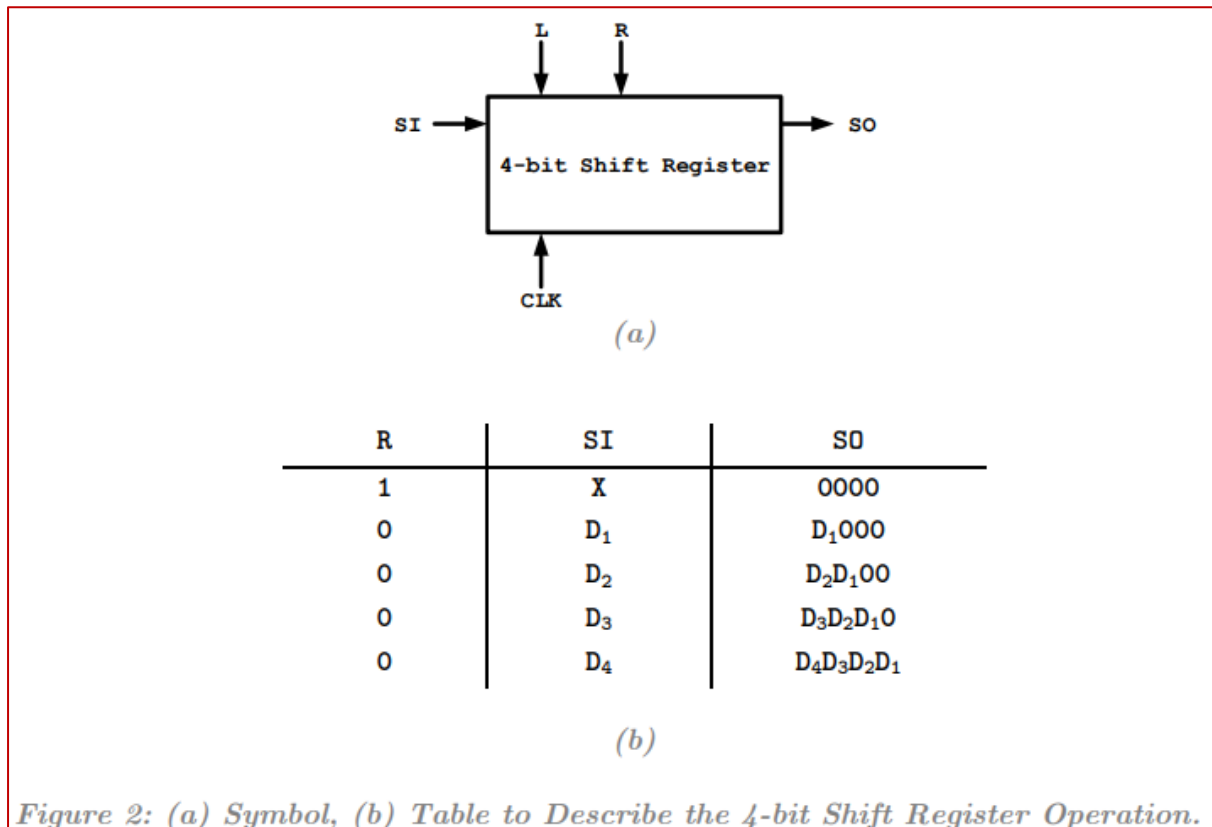 L R
SI SO
4-bit Shift Register
CLK
(a)
R SI SO
1 X 0000
0 D₁ D₁000
0 D₂ D₂D₁00
0 D₃ D₃D₂D₁0
0 D₄ D₄D₃D₂D₁
(b)
Figure 2: (a) Symbol, (b) Table to Describe the 4-bit Shift Register Operation.